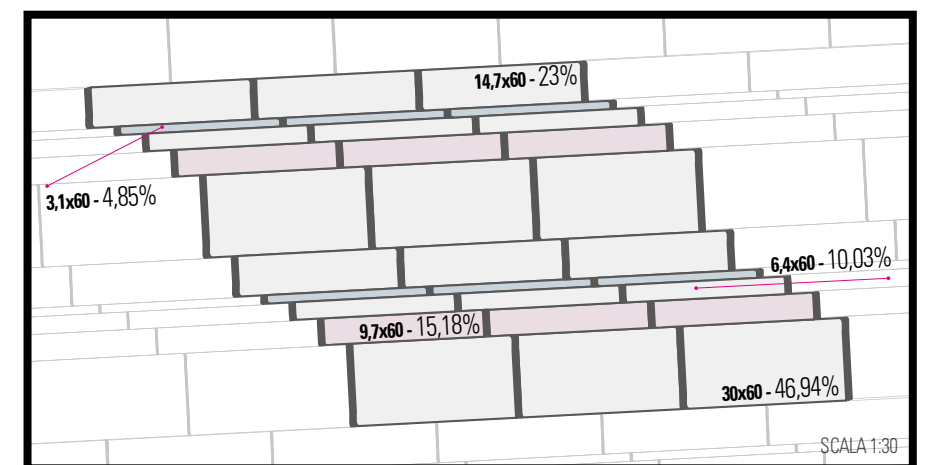 14,7x60 - 23%
3,1x60 - 4,85%
6,4x60 - 10,03%
9,7x60 - 15,18%
30x60 - 46,94%
SCALA 1:30